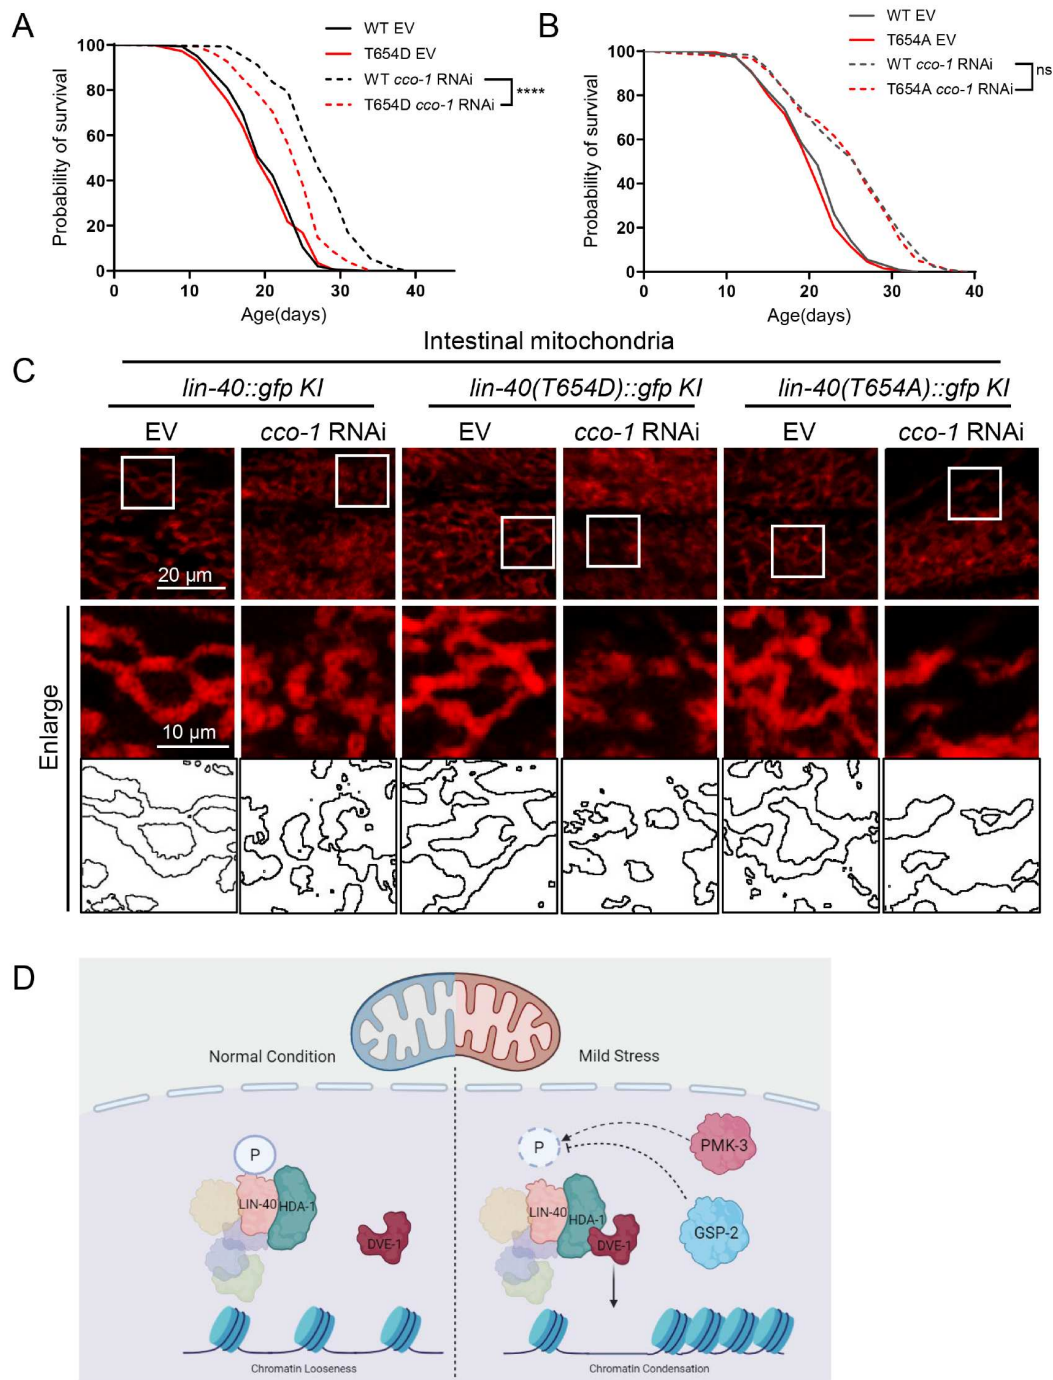 A
WT EV
T654D EV
WT cco-1 RNAi
T654D cco-1 RNAi
****
Probability of survival
100
80
60
40
20
0
0 10 20 30 40
Age(days)
B
WT EV
T654A EV
WT cco-1 RNAi
T654A cco-1 RNAi
ns
Probability of survival
100
80
60
40
20
0
0 10 20 30 40
Age(days)
Intestinal mitochondria
C
lin-40::gfp KI lin-40(T654D)::gfp KI lin-40(T654A)::gfp KI
EV cco-1 RNAi EV cco-1 RNAi EV cco-1 RNAi
20 µm
Enlarge
10 µm
D
Normal Condition Mild Stress
P P PMK-3
LIN-40 HDA-1 LIN-40 HDA-1 GSP-2
DVE-1 DVE-1
Chromatin Looseness Chromatin Condensation